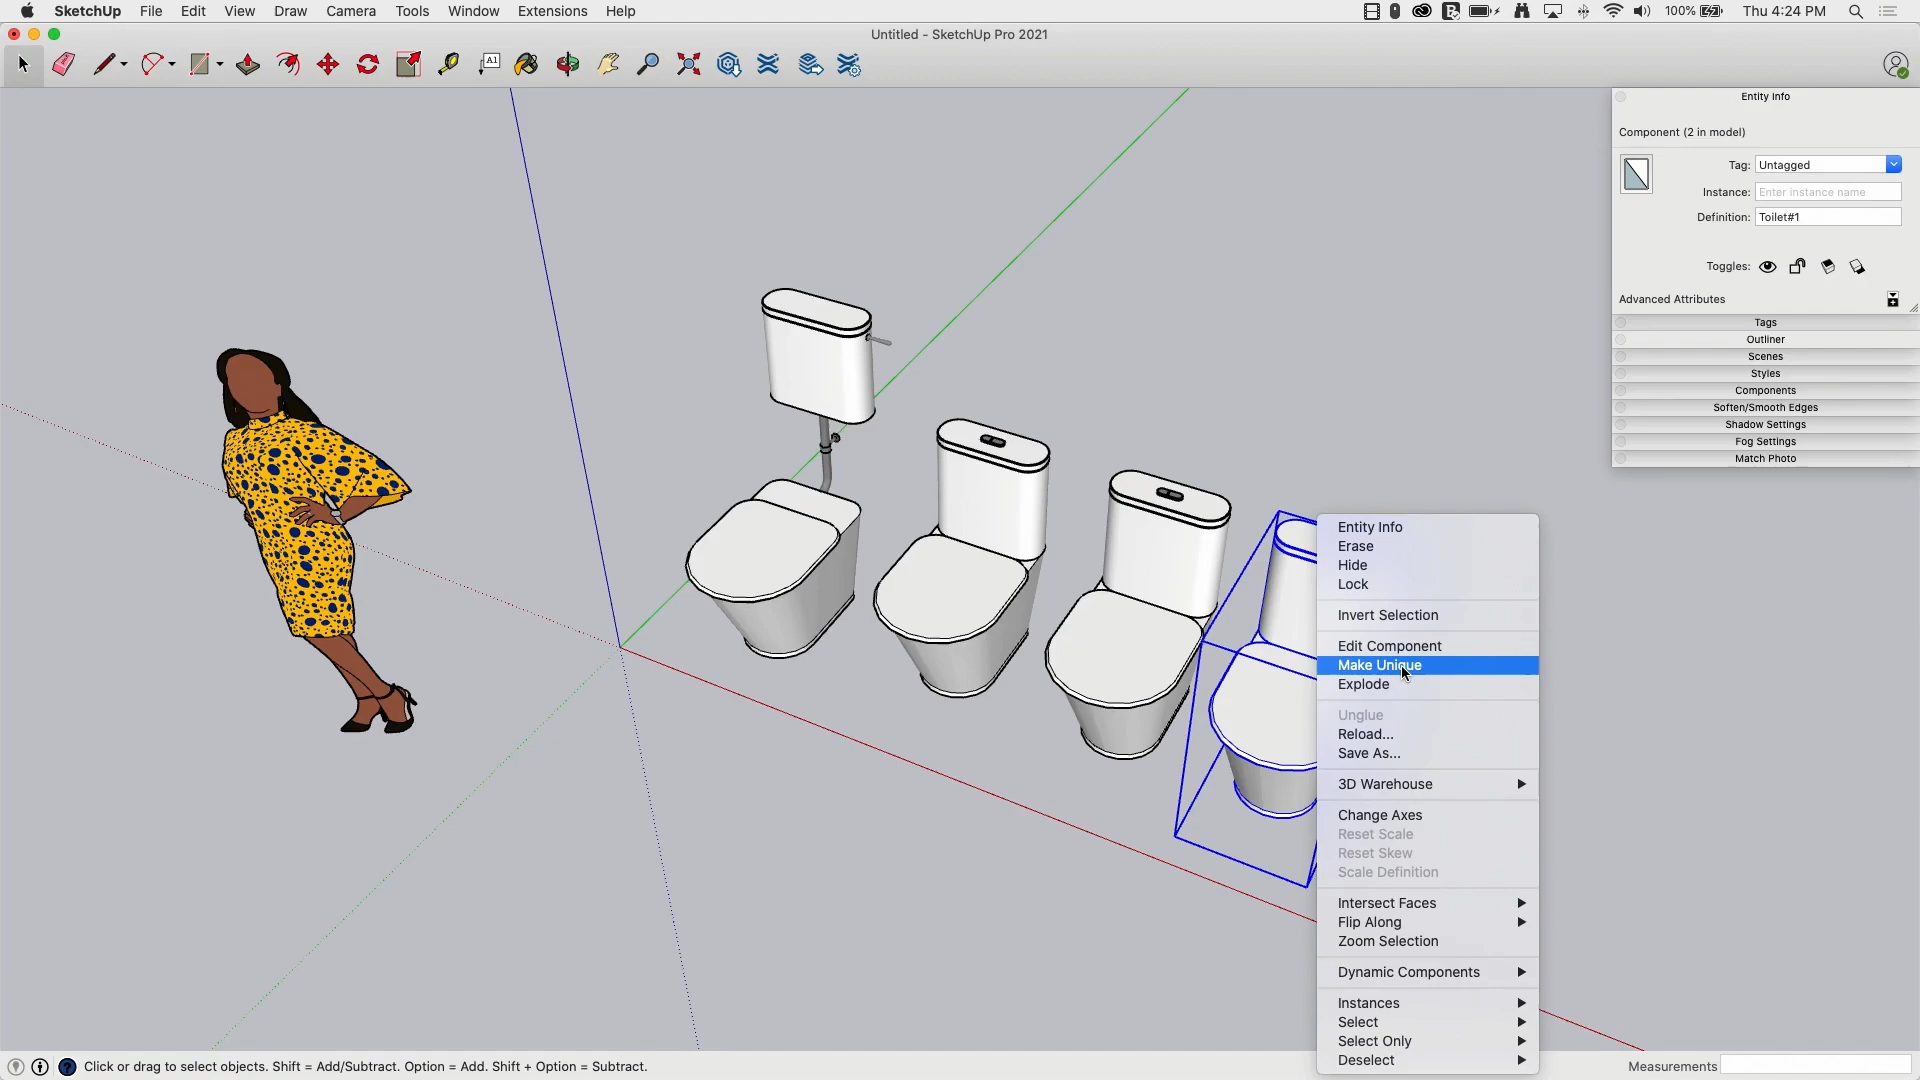 SketchUp File Edit View Draw Camera Tools Window Extensions Help 100% Thu 4:24 PM
Untitled - SketchUp Pro 2021
A1
Entity Info
Component (2 in model)
Tag: Untagged
Instance: Enter instance name
Definition: Toilet#1
Toggles:
Advanced Attributes
Tags
Outliner
Scenes
Styles
Components
Soften/Smooth Edges
Shadow Settings
Fog Settings
Match Photo
Entity Info
Erase
Hide
Lock
Invert Selection
Edit Component
Make Unique
Explode
Unglue
Reload...
Save As...
3D Warehouse
Change Axes
Reset Scale
Reset Skew
Scale Definition
Intersect Faces
Flip Along
Zoom Selection
Dynamic Components
Instances
Select
Select Only
Deselect
Click or drag to select objects. Shift = Add/Subtract. Option = Add. Shift + Option = Subtract.
Measurements